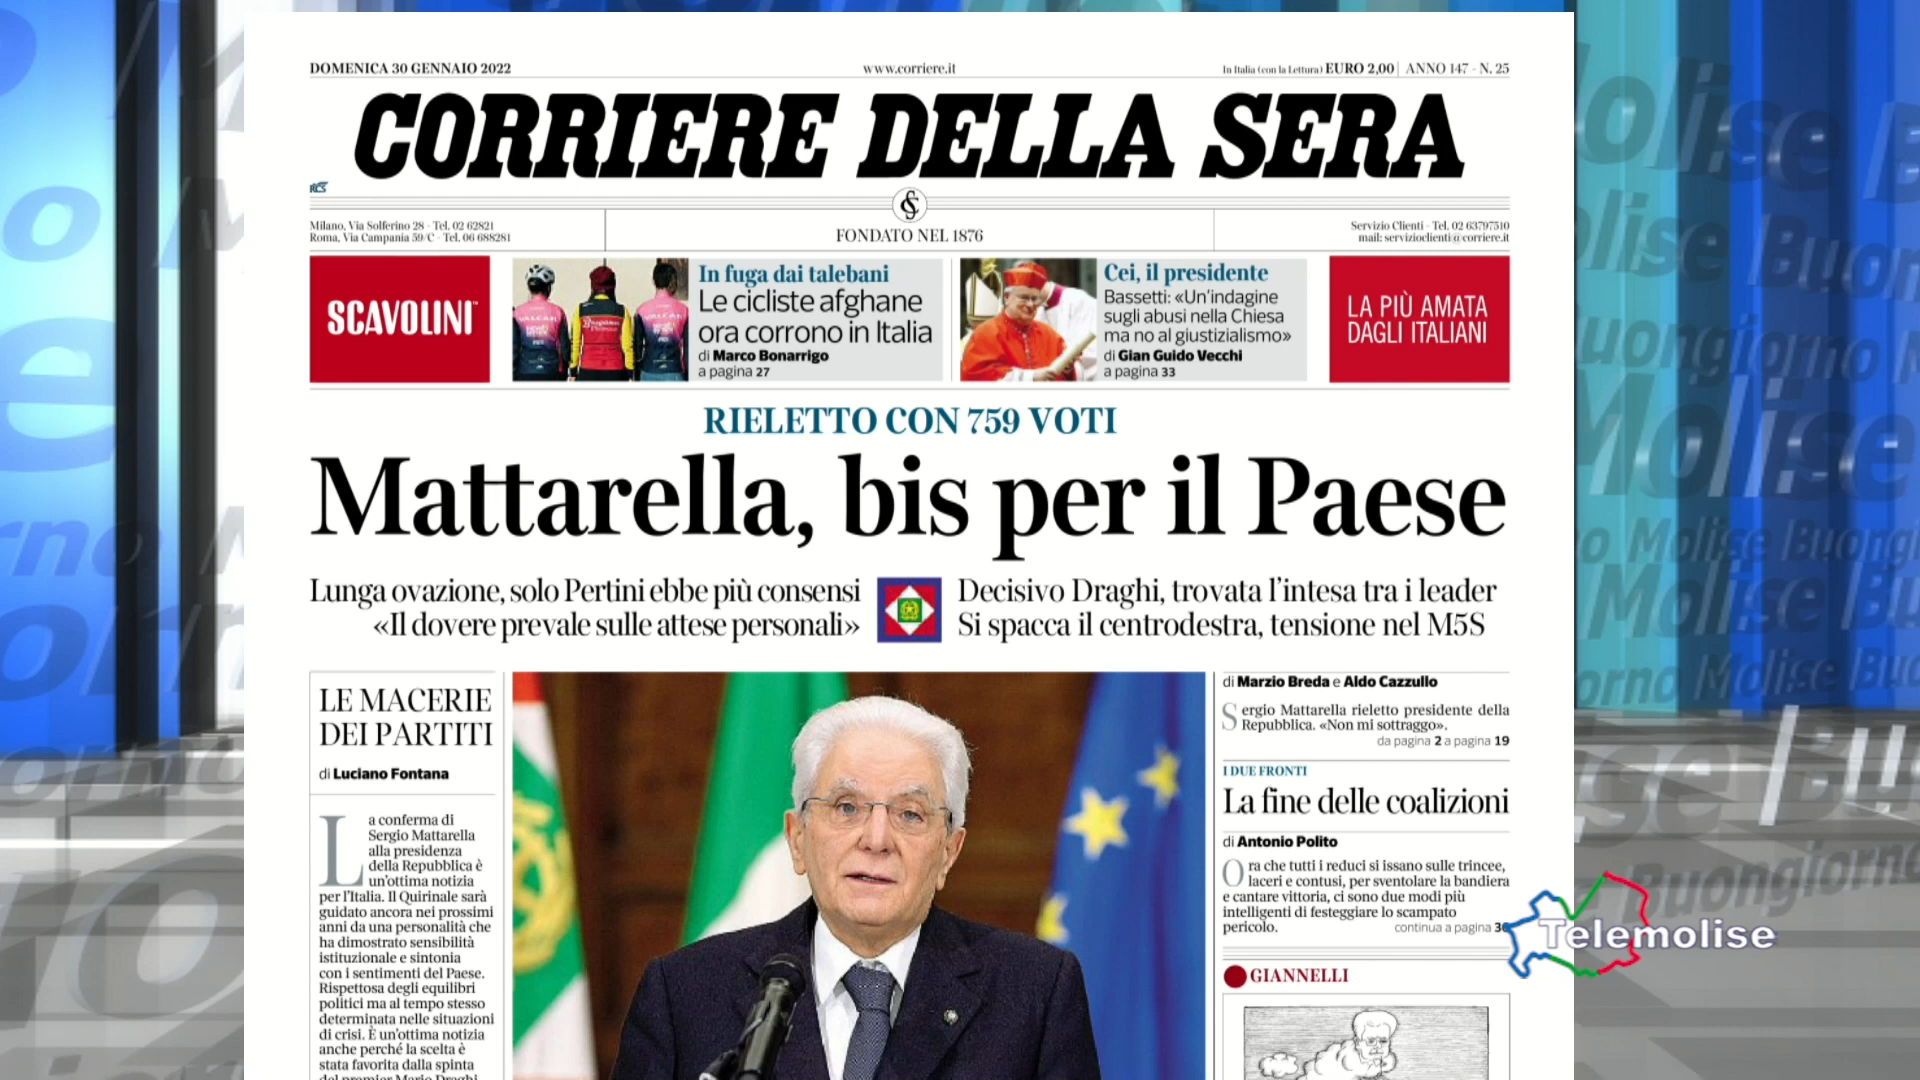 DOMENICA 30 GENNAIO 2022
www.corriere.it
In Italia (con la Lettura) EURO 2,00 | ANNO 147 - N. 25
CORRIERE DELLA SERA
RCS
Milano, Via Solferino 28 - Tel. 02 62821
Roma, Via Campania 59/C - Tel. 06 688281
FONDATO NEL 1876
Servizio Clienti - Tel. 02 63797510
mail: servizioclienti@corriere.it
SCAVOLINI™
In fuga dai talebani
Le cicliste afghane
ora corrono in Italia
di Marco Bonarrigo
a pagina 27
Cei, il presidente
Bassetti: «Un'indagine
sugli abusi nella Chiesa
ma no al giustizialismo»
di Gian Guido Vecchi
a pagina 33
LA PIÙ AMATA
DAGLI ITALIANI
RIELETTO CON 759 VOTI
Mattarella, bis per il Paese
Lunga ovazione, solo Pertini ebbe più consensi
«Il dovere prevale sulle attese personali»
Decisivo Draghi, trovata l'intesa tra i leader
Si spacca il centrodestra, tensione nel M5S
LE MACERIE
DEI PARTITI
di Luciano Fontana
La conferma di
Sergio Mattarella
alla presidenza
della Repubblica è
un'ottima notizia
per l'Italia. Il Quirinale sarà
guidato ancora nei prossimi
anni da una personalità che
ha dimostrato sensibilità
istituzionale e sintonia
con i sentimenti del Paese.
Rispettosa degli equilibri
politici ma al tempo stesso
determinata nelle situazioni
di crisi. È un'ottima notizia
anche perché la scelta è
stata favorita dalla spinta
del premier Mario Draghi
di Marzio Breda e Aldo Cazzullo
Sergio Mattarella rieletto presidente della
Repubblica. «Non mi sottraggo».
da pagina 2 a pagina 19
I DUE FRONTI
La fine delle coalizioni
di Antonio Polito
Ora che tutti i reduci si issano sulle trincee,
laceri e contusi, per sventolare la bandiera
e cantare vittoria, ci sono due modi più
intelligenti di festeggiare lo scampato
pericolo.
continua a pagina
GIANNELLI
Telemolise